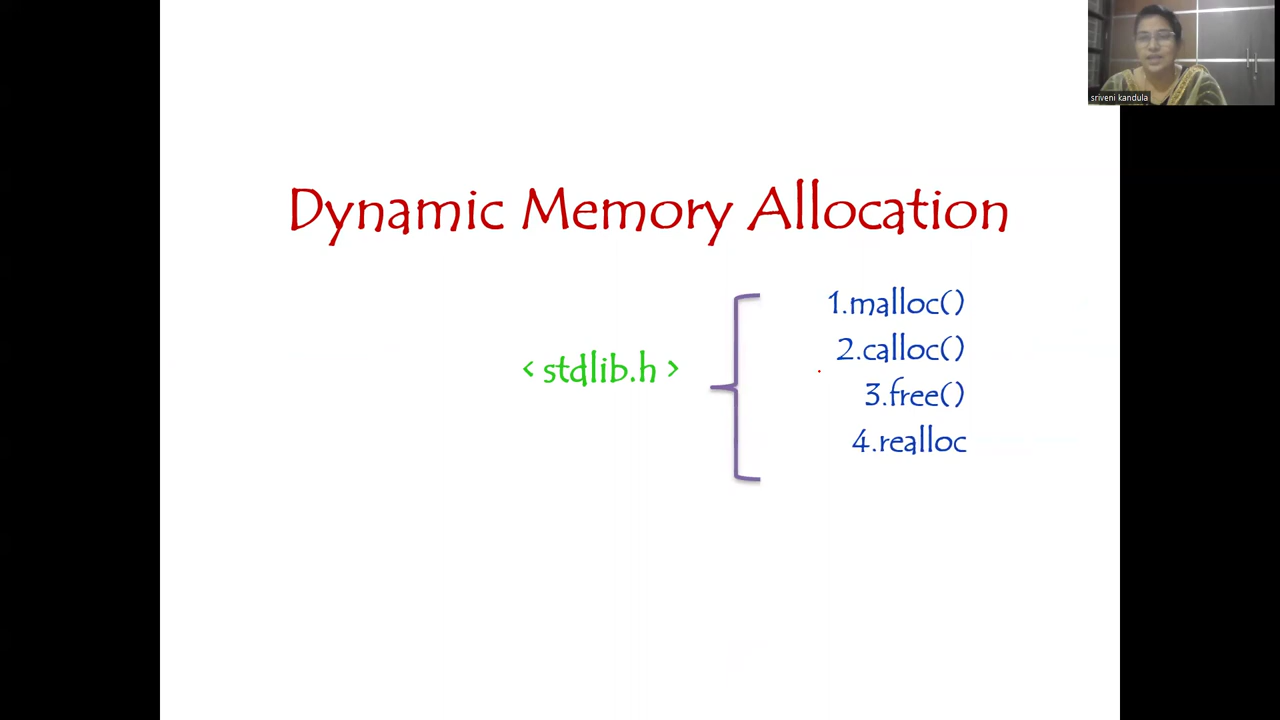 sriveni kandula
Dynamic Memory Allocation
< stdlib.h >
1.malloc()
2.calloc()
3.free()
4.realloc